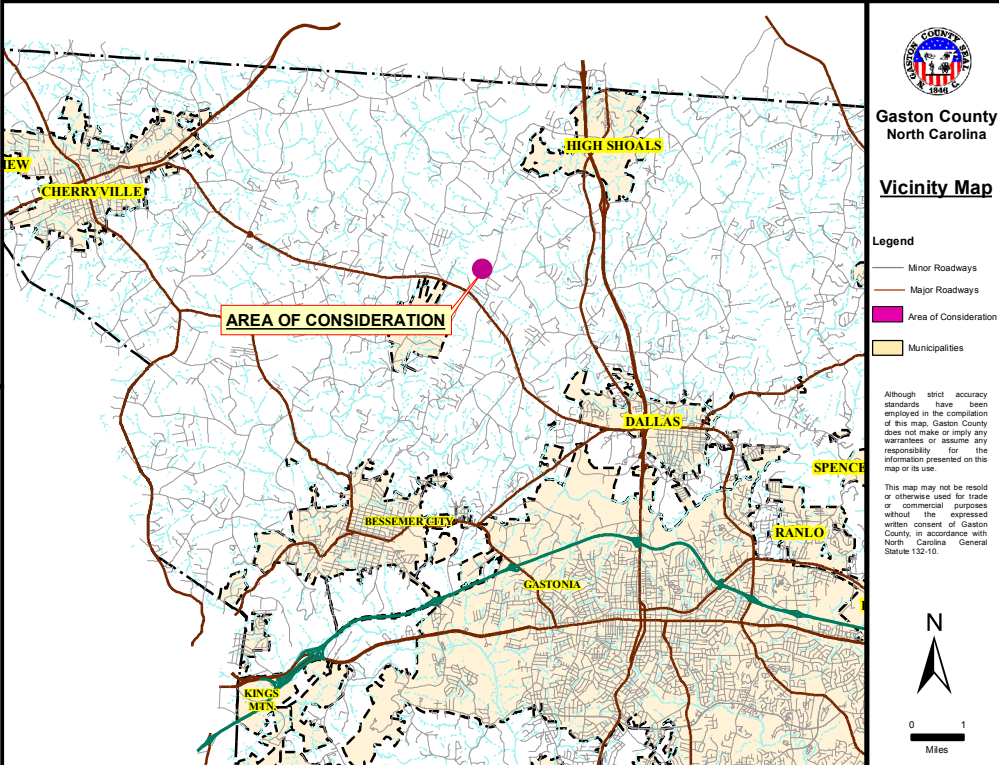 IEW
CHERRYVILLE
HIGH SHOALS
AREA OF CONSIDERATION
DALLAS
SPENCE
BESSEMER CITY
RANLO
GASTONIA
KINGS
MTN.
GASTON COUNTY SEAL
N. C.
1846
Gaston County
North Carolina
Vicinity Map
Legend
Minor Roadways
Major Roadways
Area of Consideration
Municipalities
Although strict accuracy
standards have been
employed in the compilation
of this map, Gaston County
does not make or imply any
warrantees or assume any
responsibility for the
information presented on this
map or its use.
This map may not be resold
or otherwise used for trade
or commercial purposes
without the expressed
written consent of Gaston
County, in accordance with
North Carolina General
Statute 132-10.
N
0 1
Miles